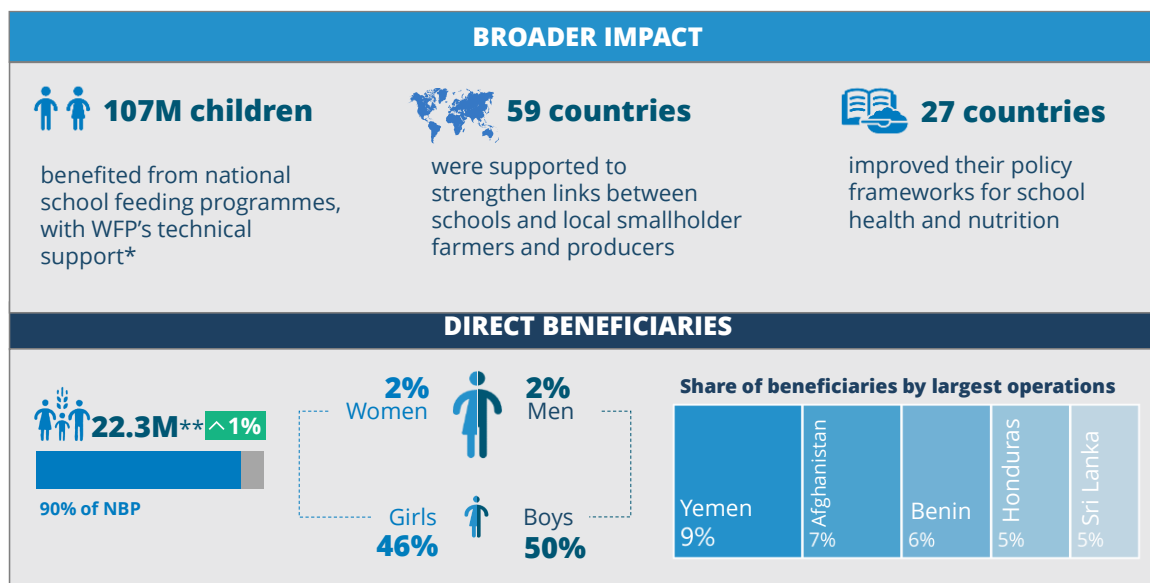 BROADER IMPACT
107M children
benefited from national
school feeding programmes,
with WFP's technical
support*
59 countries
were supported to
strengthen links between
schools and local smallholder
farmers and producers
27 countries
improved their policy
frameworks for school
health and nutrition
DIRECT BENEFICIARIES
22.3M** 1%
90% of NBP
2%
Women
2%
Men
Girls
46%
Boys
50%
Share of beneficiaries by largest operations
Yemen
9%
Afghanistan
7%
Benin
6%
Honduras
5%
Sri Lanka
5%